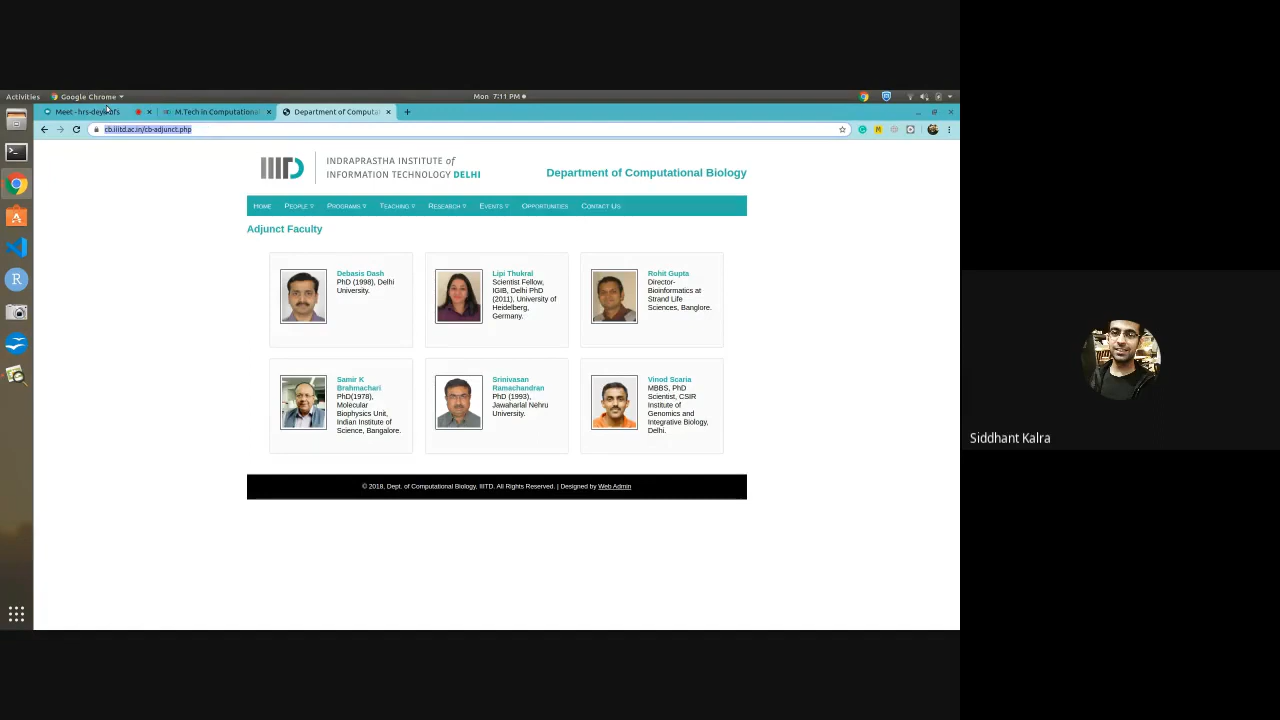 Activities Google Chrome Mon 7:11 PM
Meet - hrs-dey M.Tech in Computational Department of Computat
cb.iiitd.ac.in/cb-adjunct.php
IIITD INDRAPRASTHA INSTITUTE of
INFORMATION TECHNOLOGY DELHI
Department of Computational Biology
HOME PEOPLE PROGRAMS TEACHING RESEARCH EVENTS OPPORTUNITIES CONTACT US
Adjunct Faculty
Debasis Dash
PhD (1998), Delhi
University.
Lipi Thukral
Scientist Fellow,
IGIB, Delhi PhD
(2011), University of
Heidelberg,
Germany.
Rohit Gupta
Director-
Bioinformatics at
Strand Life
Sciences, Banglore.
Samir K
Brahmachari
PhD(1978),
Molecular
Biophysics Unit,
Indian Institute of
Science, Bangalore.
Srinivasan
Ramachandran
PhD (1993),
Jawaharlal Nehru
University.
Vinod Scaria
MBBS, PhD
Scientist, CSIR
Institute of
Genomics and
Integrative Biology,
Delhi.
© 2018, Dept. of Computational Biology, IIITD. All Rights Reserved. | Designed by Web Admin
Siddhant Kalra